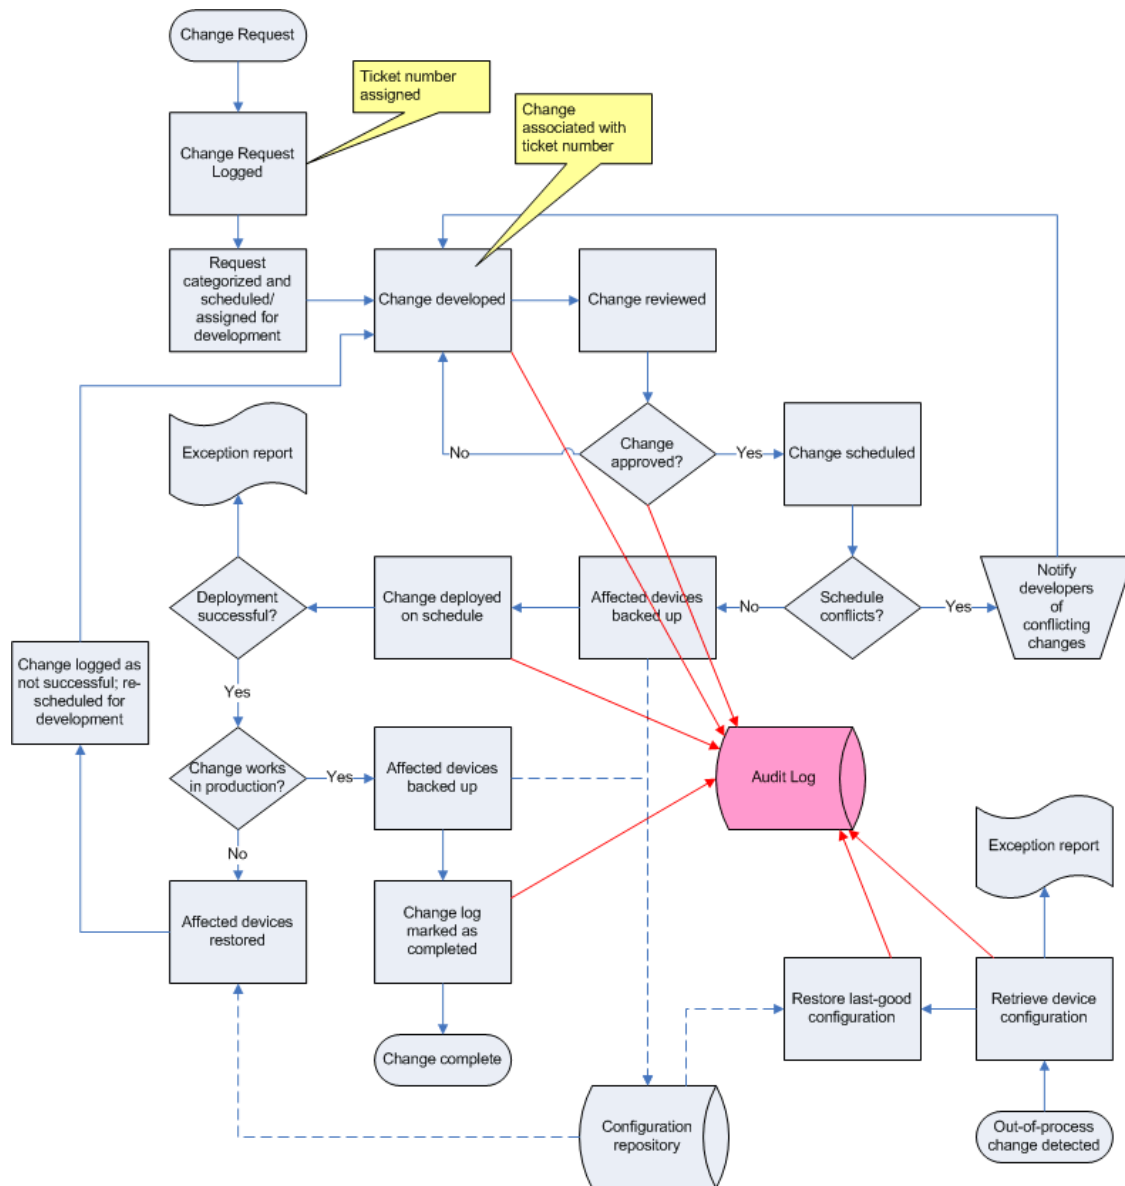 Change Request
Ticket number
assigned
Change
associated with
ticket number
Change Request
Logged
Request
categorized and
scheduled/
assigned for
development
Change developed
Change reviewed
Exception report
No
Change
approved?
Yes
Change scheduled
Deployment
successful?
Change deployed
on schedule
Affected devices
backed up
No
Schedule
conflicts?
Yes
Notify
developers
of
conflicting
changes
Change logged as
not successful; re-
scheduled for
development
Yes
Change works
in production?
Yes
Affected devices
backed up
Audit Log
No
Exception report
Affected devices
restored
Change log
marked as
completed
Restore last-good
configuration
Retrieve device
configuration
Change complete
Configuration
repository
Out-of-process
change detected